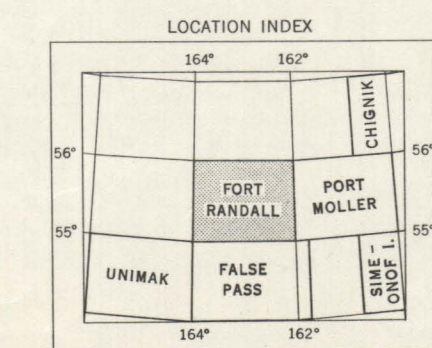 LOCATION INDEX
164° 162°
CHIGNIK
56° 56°
FORT
RANDALL
PORT
MOLLER
55° 55°
UNIMAK
FALSE
PASS
SIME-
ONOF I.
164° 162°